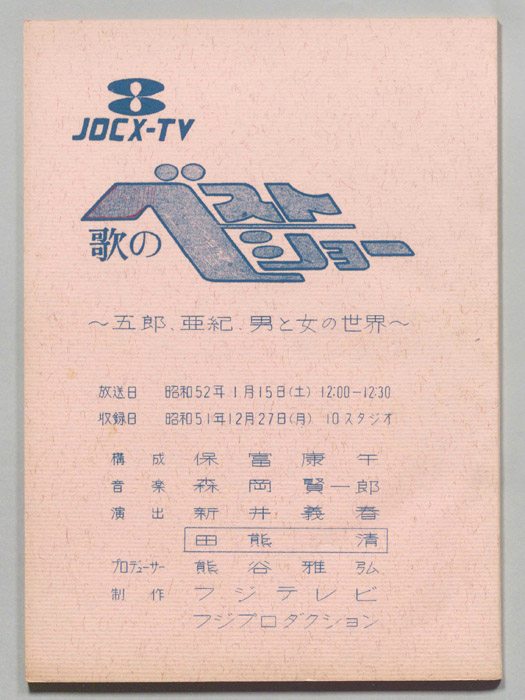 JOCX-TV
歌のベストショー
～五郎、亜紀、男と女の世界～
放送日 昭和52年1月15日(土) 12:00-12:30
収録日 昭和51年12月27日(月) 10スタジオ
構成 保富康午
音楽 森岡賢一郎
演出 新井義春
田熊清
プロデューサー 熊谷雅弘
制作 フジテレビ
フジプロダクション